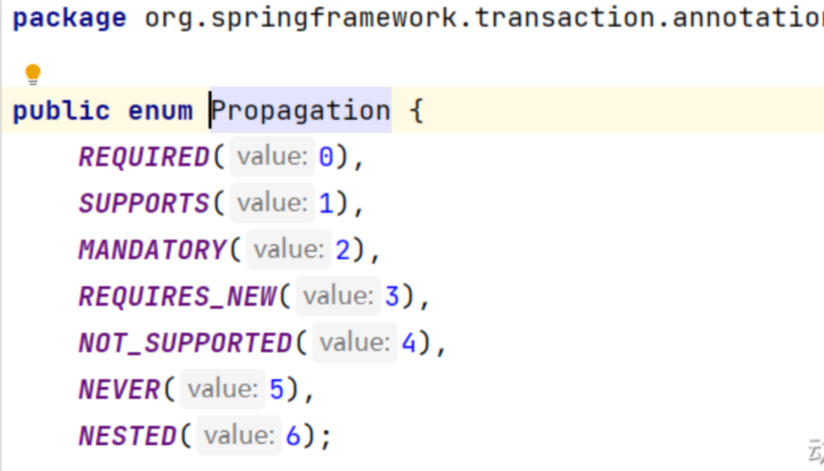 package org.springframework.transaction.annotation
public enum Propagation {
REQUIRED( value: 0),
SUPPORTS( value: 1),
MANDATORY( value: 2),
REQUIRES_NEW( value: 3),
NOT_SUPPORTED( value: 4),
NEVER( value: 5),
NESTED( value: 6);